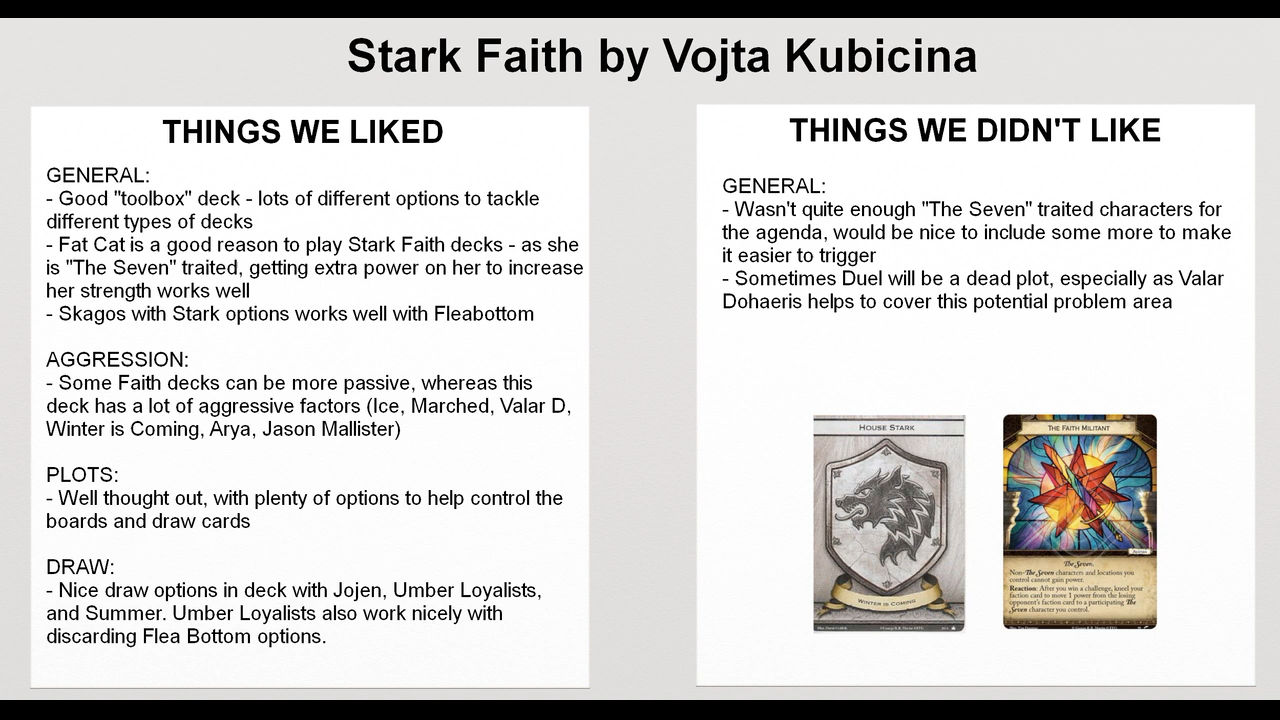 Stark Faith by Vojta Kubicina
THINGS WE LIKED
GENERAL:
- Good "toolbox" deck - lots of different options to tackle
different types of decks
- Fat Cat is a good reason to play Stark Faith decks - as she
is "The Seven" traited, getting extra power on her to increase
her strength works well
- Skagos with Stark options works well with Fleabottom
AGGRESSION:
- Some Faith decks can be more passive, whereas this
deck has a lot of aggressive factors (Ice, Marched, Valar D,
Winter is Coming, Arya, Jason Mallister)
PLOTS:
- Well thought out, with plenty of options to help control the
boards and draw cards
DRAW:
- Nice draw options in deck with Jojen, Umber Loyalists,
and Summer. Umber Loyalists also work nicely with
discarding Flea Bottom options.
THINGS WE DIDN'T LIKE
GENERAL:
- Wasn't quite enough "The Seven" traited characters for
the agenda, would be nice to include some more to make
it easier to trigger
- Sometimes Duel will be a dead plot, especially as Valar
Dohaeris helps to cover this potential problem area
HOUSE STARK
WINTER IS COMING
THE FAITH MILITANT
Agenda
The Seven.
Non-The Seven characters and locations you
control cannot gain power.
Reaction: After you win a challenge, kneel your
faction card to move 1 power from the losing
opponent's faction card to a participating The
Seven character you control.